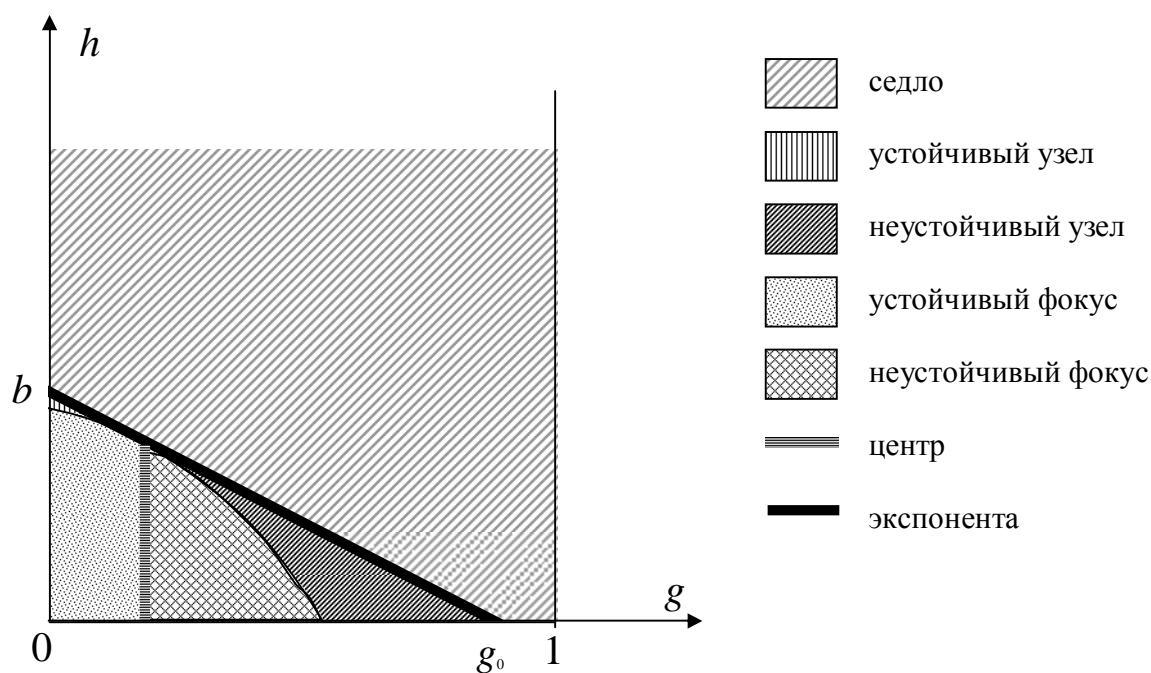 h
седло
устойчивый узел
неустойчивый узел
устойчивый фокус
неустойчивый фокус
центр
экспонента
b
g
0
g₀
1